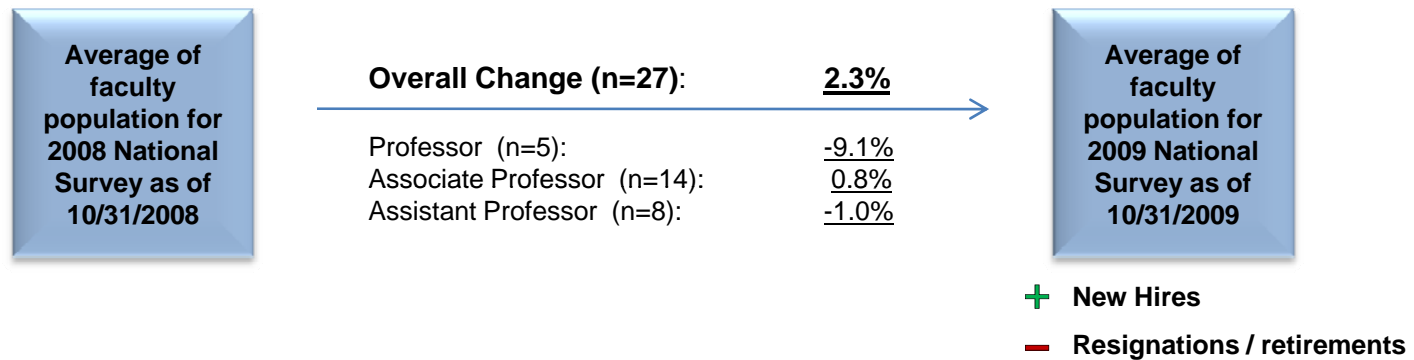 Average of
faculty
population for
2008 National
Survey as of
10/31/2008
Overall Change (n=27): 2.3%
Professor (n=5): -9.1%
Associate Professor (n=14): 0.8%
Assistant Professor (n=8): -1.0%
Average of
faculty
population for
2009 National
Survey as of
10/31/2009
New Hires
Resignations / retirements